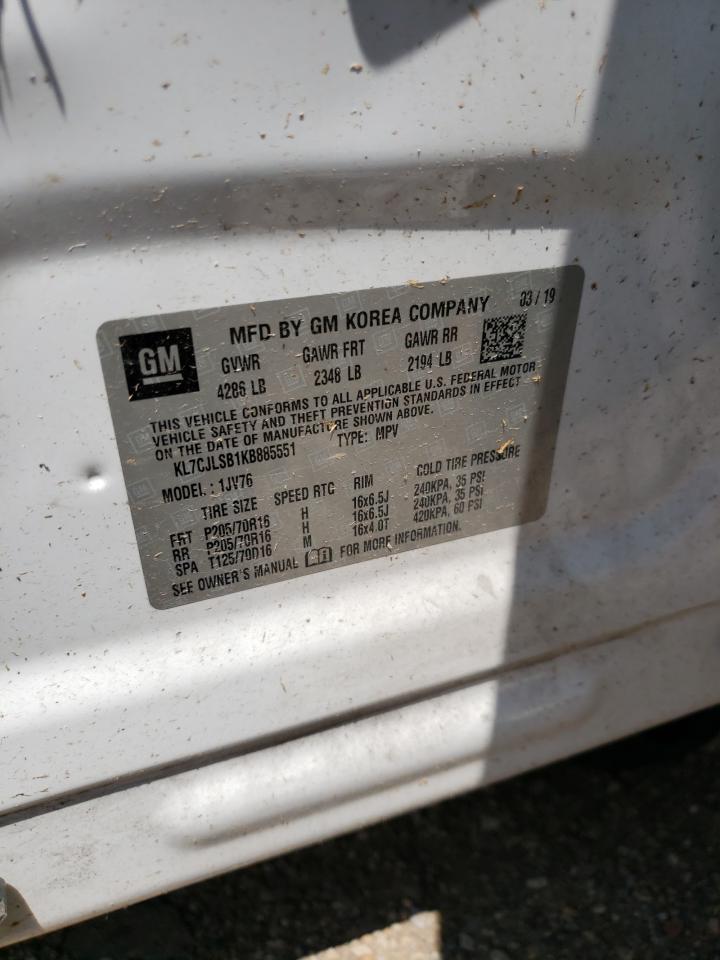 GM
MFD BY GM KOREA COMPANY 03/19
GVWR GAWR FRT GAWR RR
4286 LB 2348 LB 2194 LB
THIS VEHICLE CONFORMS TO ALL APPLICABLE U.S. FEDERAL MOTOR
VEHICLE SAFETY AND THEFT PREVENTION STANDARDS IN EFFECT
ON THE DATE OF MANUFACTURE SHOWN ABOVE.
KL7CJLSB1KB885551 TYPE: MPV
MODEL: 1JV76
TIRE SIZE SPEED RTG RIM COLD TIRE PRESSURE
FRT P205/70R16 H 16x6.5J 240KPA, 35 PSI
RR P205/70R16 H 16x6.5J 240KPA, 35 PSI
SPA T125/70D16 M 16x4.0T 420KPA, 60 PSI
SEE OWNER'S MANUAL FOR MORE INFORMATION.